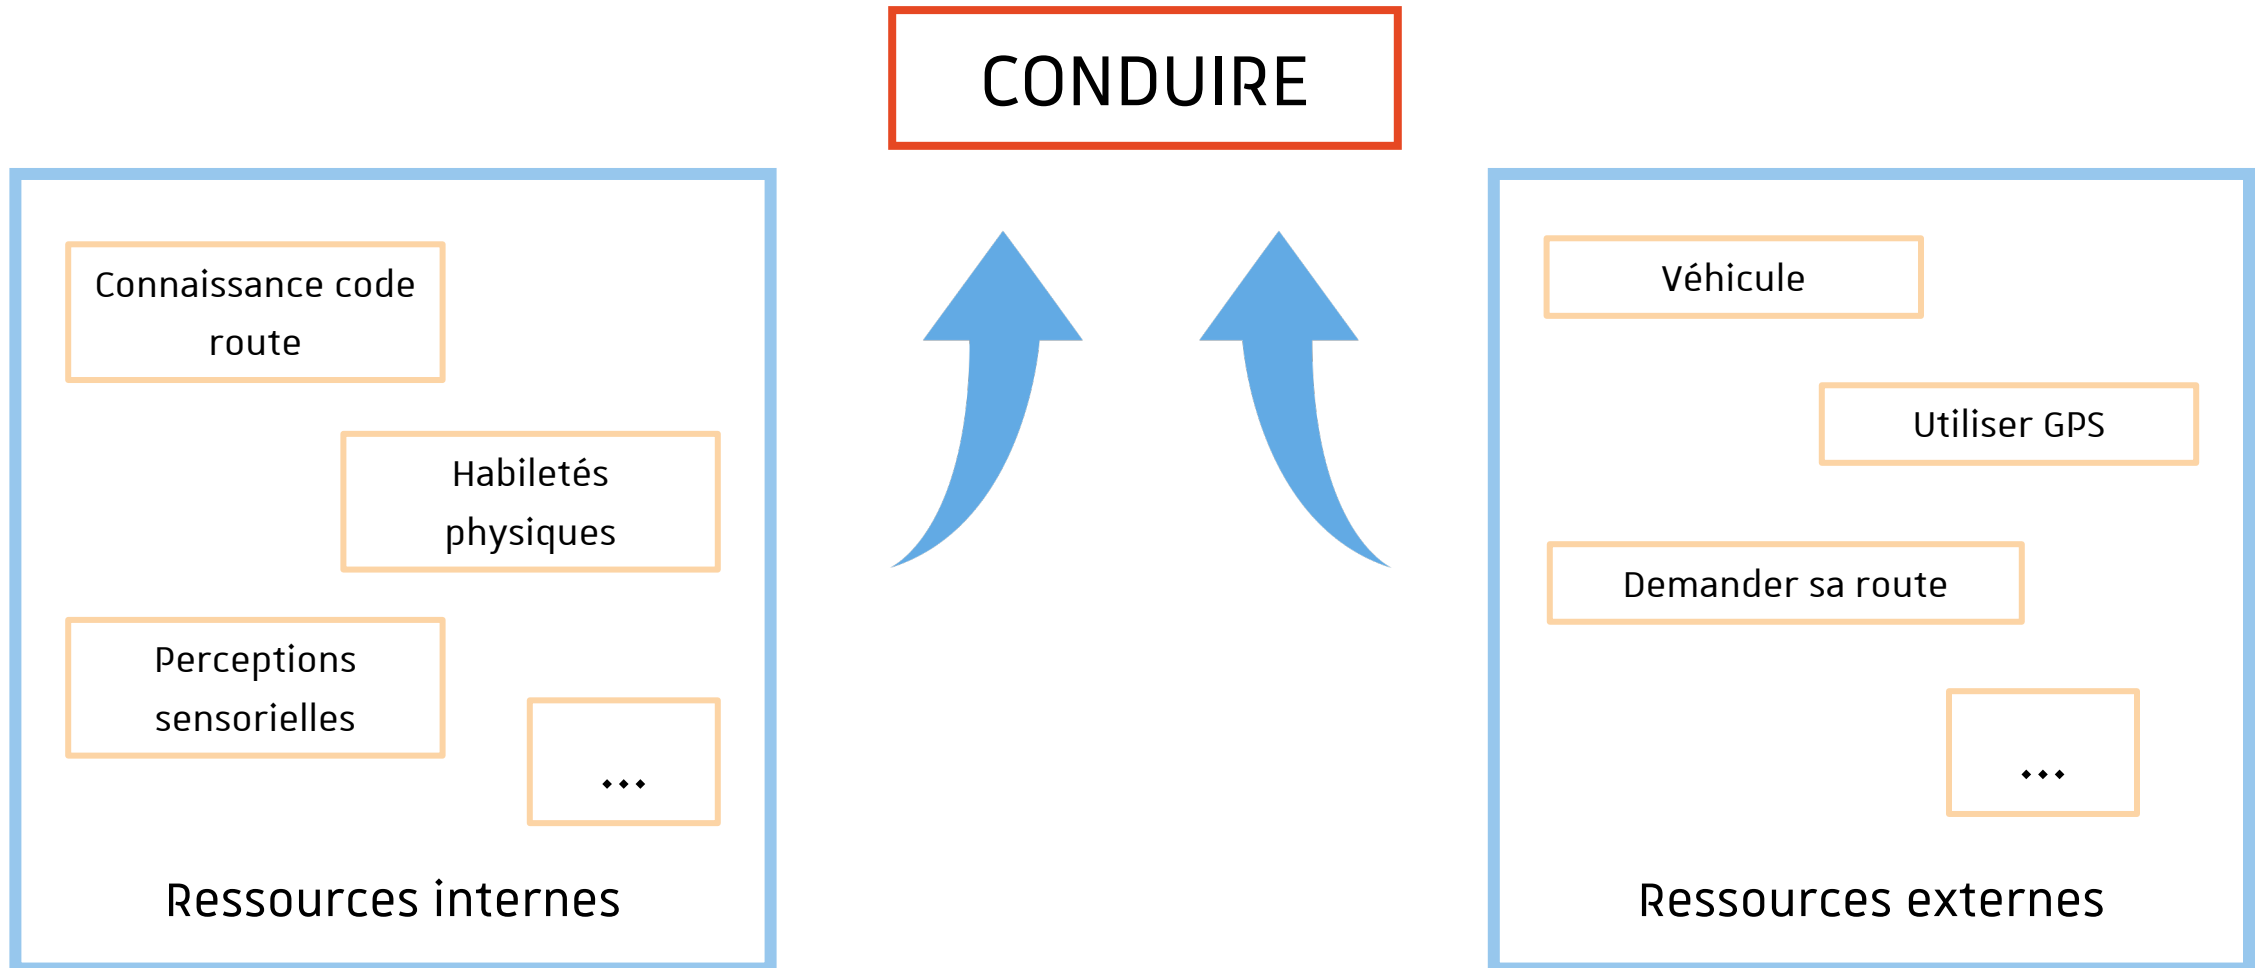 CONDUIRE
Connaissance code
route
Habiletés
physiques
Perceptions
sensorielles
...
Ressources internes
Véhicule
Utiliser GPS
Demander sa route
...
Ressources externes